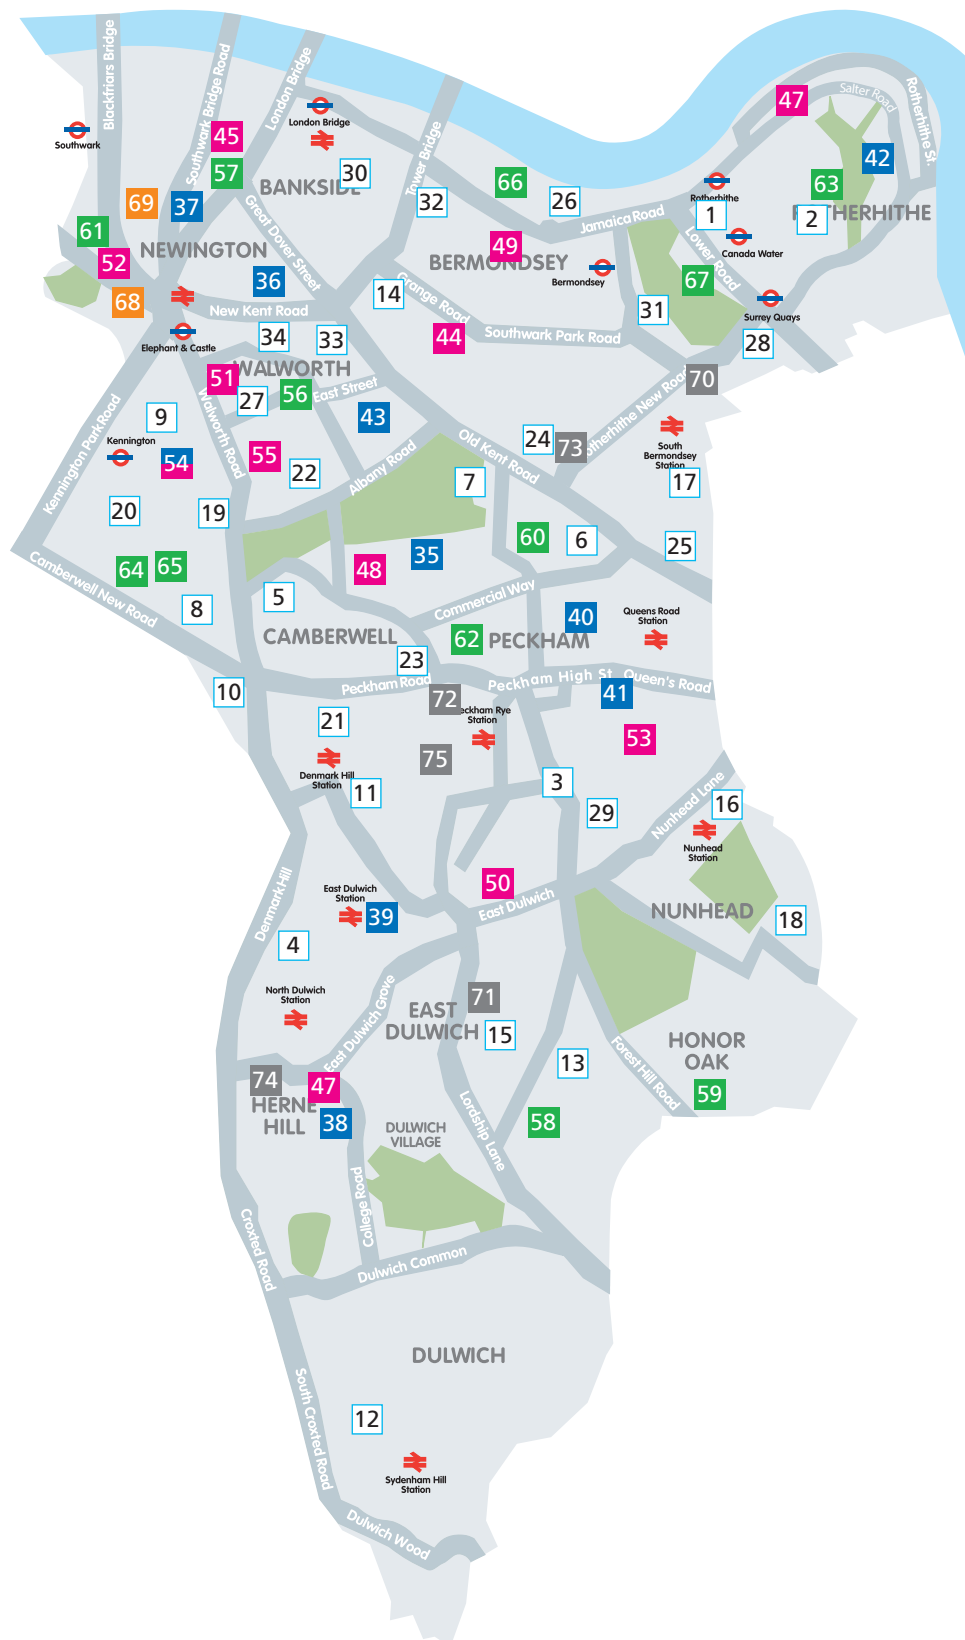 Blackfriars Bridge
Southwark Bridge Road
London Bridge
47
Salter Road
Rotherhithe St.
London Bridge
Southwark
45
Tower Bridge
42
57
30
BANKSIDE
66
Rotherhithe
63
69
37
32
26
1
2
ROTHERHITHE
Jamaica Road
61
Great Dover Street
NEWINGTON
49
BERMONDSEY
Lower Road
Canada Water
52
Bermondsey
67
36
14
Grange Road
68
New Kent Road
31
Surrey Quays
Elephant & Castle
34
33
44
Southwark Park Road
28
WALWORTH
51
70
27
56
East Street
Kennington Park Road
Walworth Road
9
43
Rotherhithe New Road
Kennington
54
55
22
Albany Road
Old Kent Road
24
73
South
Bermondsey
Station
7
17
20
19
60
6
25
35
64
65
48
Camberwell New Road
8
5
Commercial Way
40
Queens Road
Station
CAMBERWELL
62
PECKHAM
23
10
Peckham Road
Peckham High St.
Queen's Road
72
41
21
Peckham Rye
Station
53
75
Denmark Hill
Station
11
3
29
Nunhead Lane
16
Nunhead
Station
50
East Dulwich
Station
39
East Dulwich
Denmark Hill
NUNHEAD
18
4
North Dulwich
Station
71
East Dulwich Grove
EAST
DULWICH
15
HONOR
OAK
13
Forest Hill Road
74
47
59
HERNE
HILL
38
Lordship Lane
58
DULWICH
VILLAGE
College Road
Croxted Road
Dulwich Common
DULWICH
South Croxted Road
12
Sydenham Hill
Station
Dulwich Wood